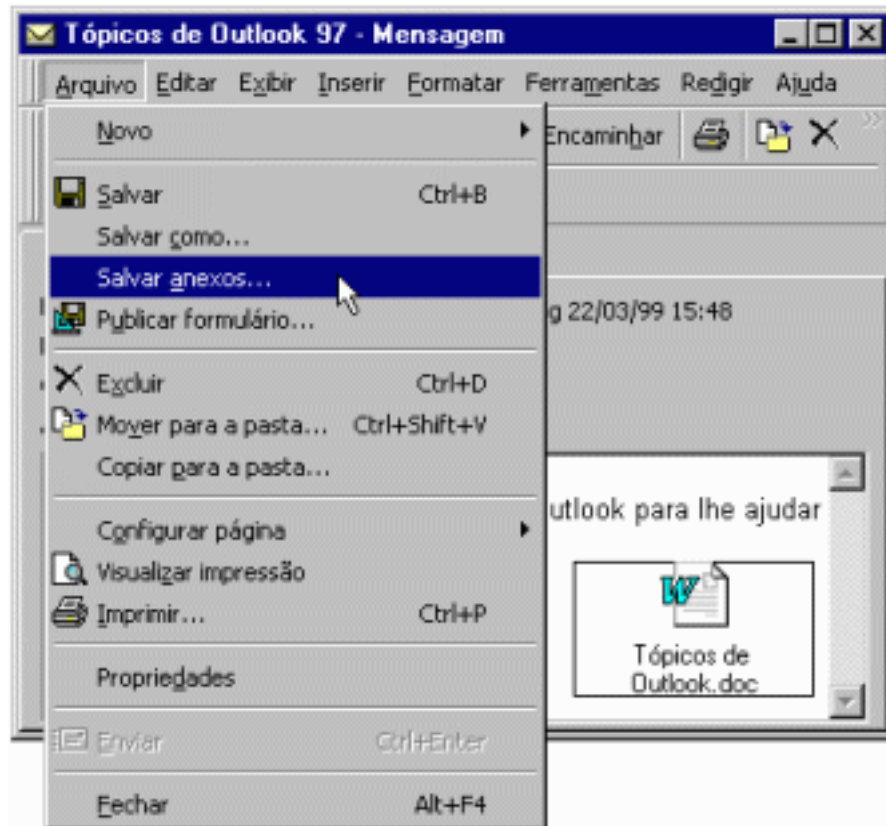 Tópicos de Outlook 97 - Mensagem
Arquivo Editar Exibir Inserir Formatar Ferramentas Redigir Ajuda
Novo
Encaminhar
Salvar Ctrl+B
Salvar como...
Salvar anexos...
Publicar formulário...
g 22/03/99 15:48
Excluir Ctrl+D
Mover para a pasta... Ctrl+Shift+V
Copiar para a pasta...
utlook para lhe ajudar
Configurar página
Visualizar impressão
Imprimir... Ctrl+P
Tópicos de
Outlook.doc
Propriedades
Enviar Ctrl+Enter
Fechar Alt+F4